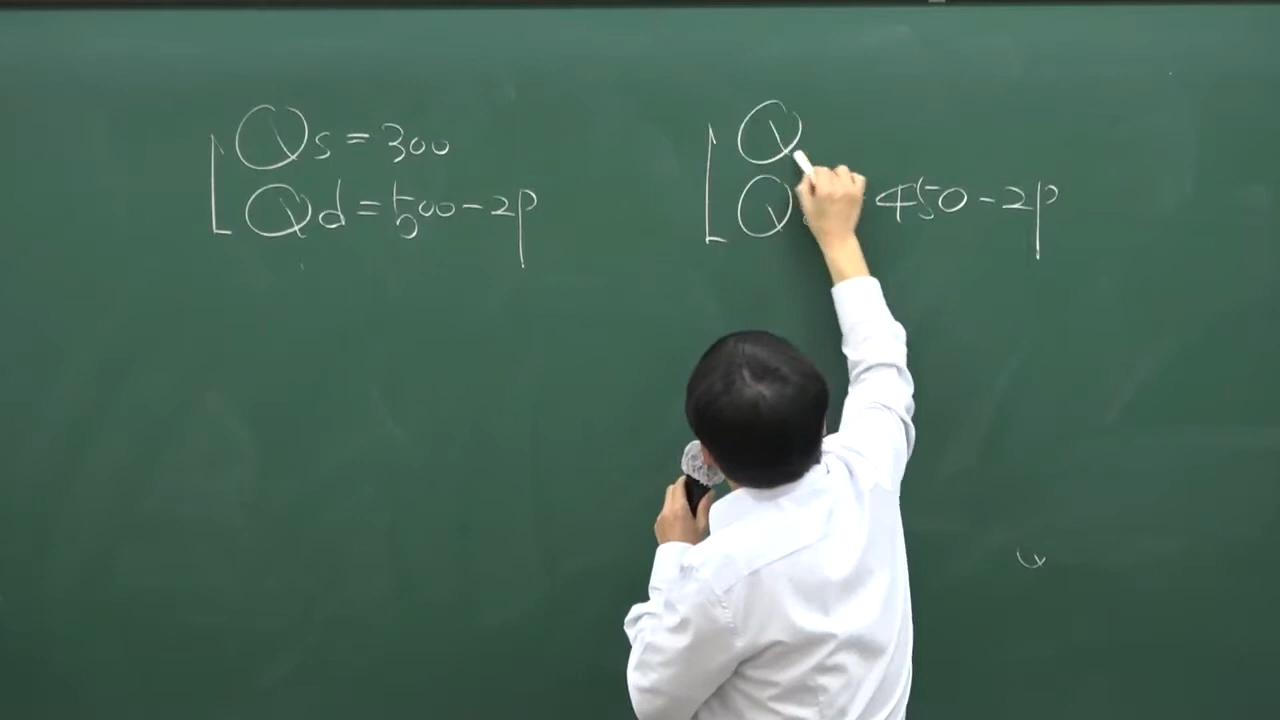 Qs = 300
Qd = 500 - 2p
Q
Q 450 - 2p